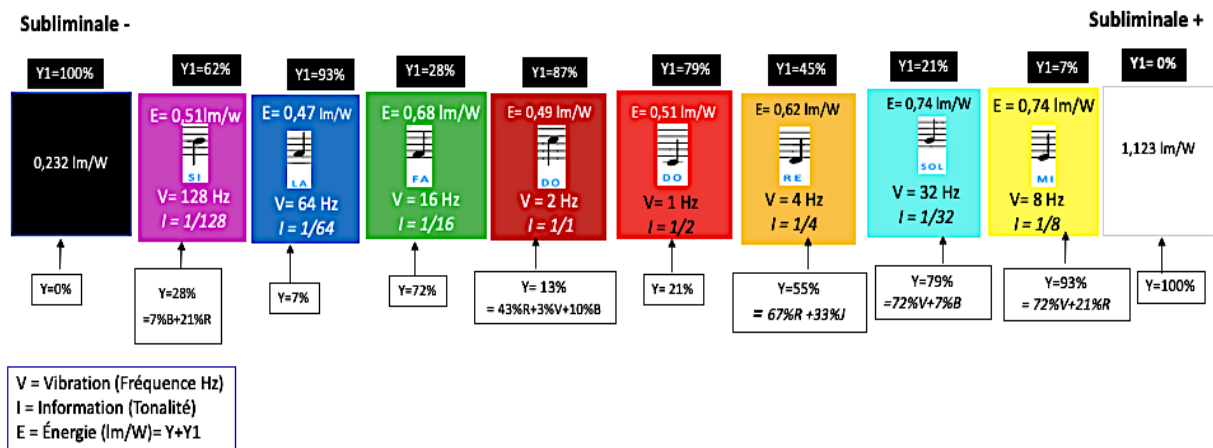 Subliminale -
Subliminale +
Y1=100%
Y1=62%
Y1=93%
Y1=28%
Y1=87%
Y1=79%
Y1=45%
Y1=21%
Y1=7%
Y1= 0%
0,232 lm/W
E= 0,51lm/w
SI
V= 128 Hz
I = 1/128
E= 0,47 lm/W
LA
V= 64 Hz
I = 1/64
E= 0,68 lm/W
FA
V= 16 Hz
I = 1/16
E= 0,49 lm/W
DO
V= 2 Hz
I = 1/1
E= 0,51 lm/W
DO
V= 1 Hz
I = 1/2
E= 0,62 lm/W
RE
V= 4 Hz
I = 1/4
E= 0,74 lm/W
SOL
V= 32 Hz
I = 1/32
E= 0,74 lm/W
MI
V= 8 Hz
I = 1/8
1,123 lm/W
Y=0%
Y=28%
=7%B+21%R
Y=7%
Y=72%
Y= 13%
= 43%R+3%V+10%B
Y= 21%
Y=55%
= 67%R +33%J
Y=79%
=72%V+7%B
Y=93%
= 72%V+21%R
Y=100%
V = Vibration (Fréquence Hz)
I = Information (Tonalité)
E = Énergie (lm/W)= Y+Y1